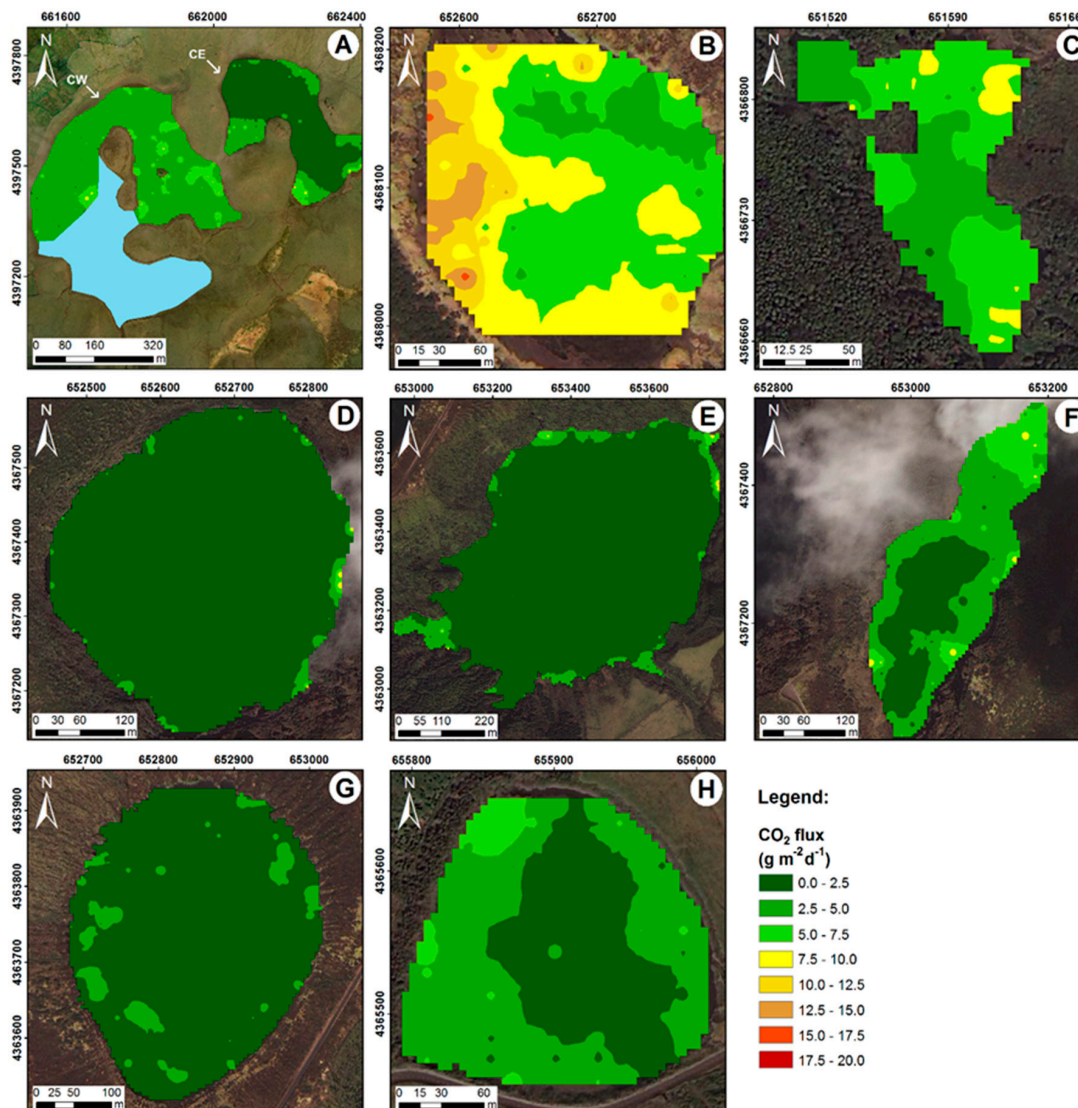 661600 662000 662400
4397800
4397500
4397200
N
CW
CE
A
0 80 160 320
m
652600 652700
4368200
4368100
4368000
N
B
0 15 30 60
m
651520 651590 65166
4366800
4366730
4366660
N
C
0 12.5 25 50
m
652500 652600 652700 652800
4367500
4367400
4367300
4367200
N
D
0 30 60 120
m
653000 653200 653400 653600
4363600
4363400
4363200
4363000
N
E
0 55 110 220
m
652800 653000 653200
4367400
4367200
N
F
0 30 60 120
m
652700 652800 652900 653000
4363900
4363800
4363700
4363600
N
G
0 25 50 100
m
655800 655900 656000
4365600
4365500
N
H
0 15 30 60
m
Legend:
CO₂ flux
(g m⁻²d⁻¹)
0.0 - 2.5
2.5 - 5.0
5.0 - 7.5
7.5 - 10.0
10.0 - 12.5
12.5 - 15.0
15.0 - 17.5
17.5 - 20.0